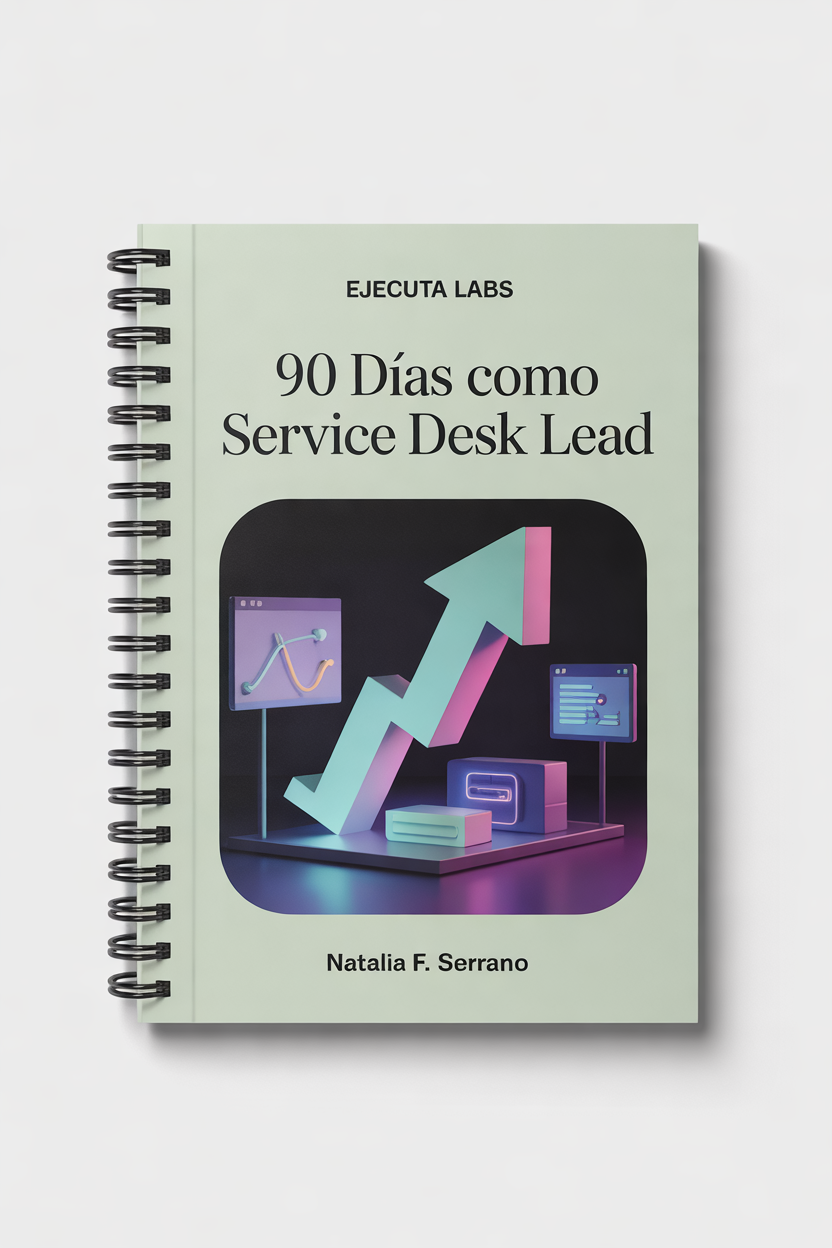 EJECUTA LABS
90 Días como
Service Desk Lead
Natalia F. Serrano